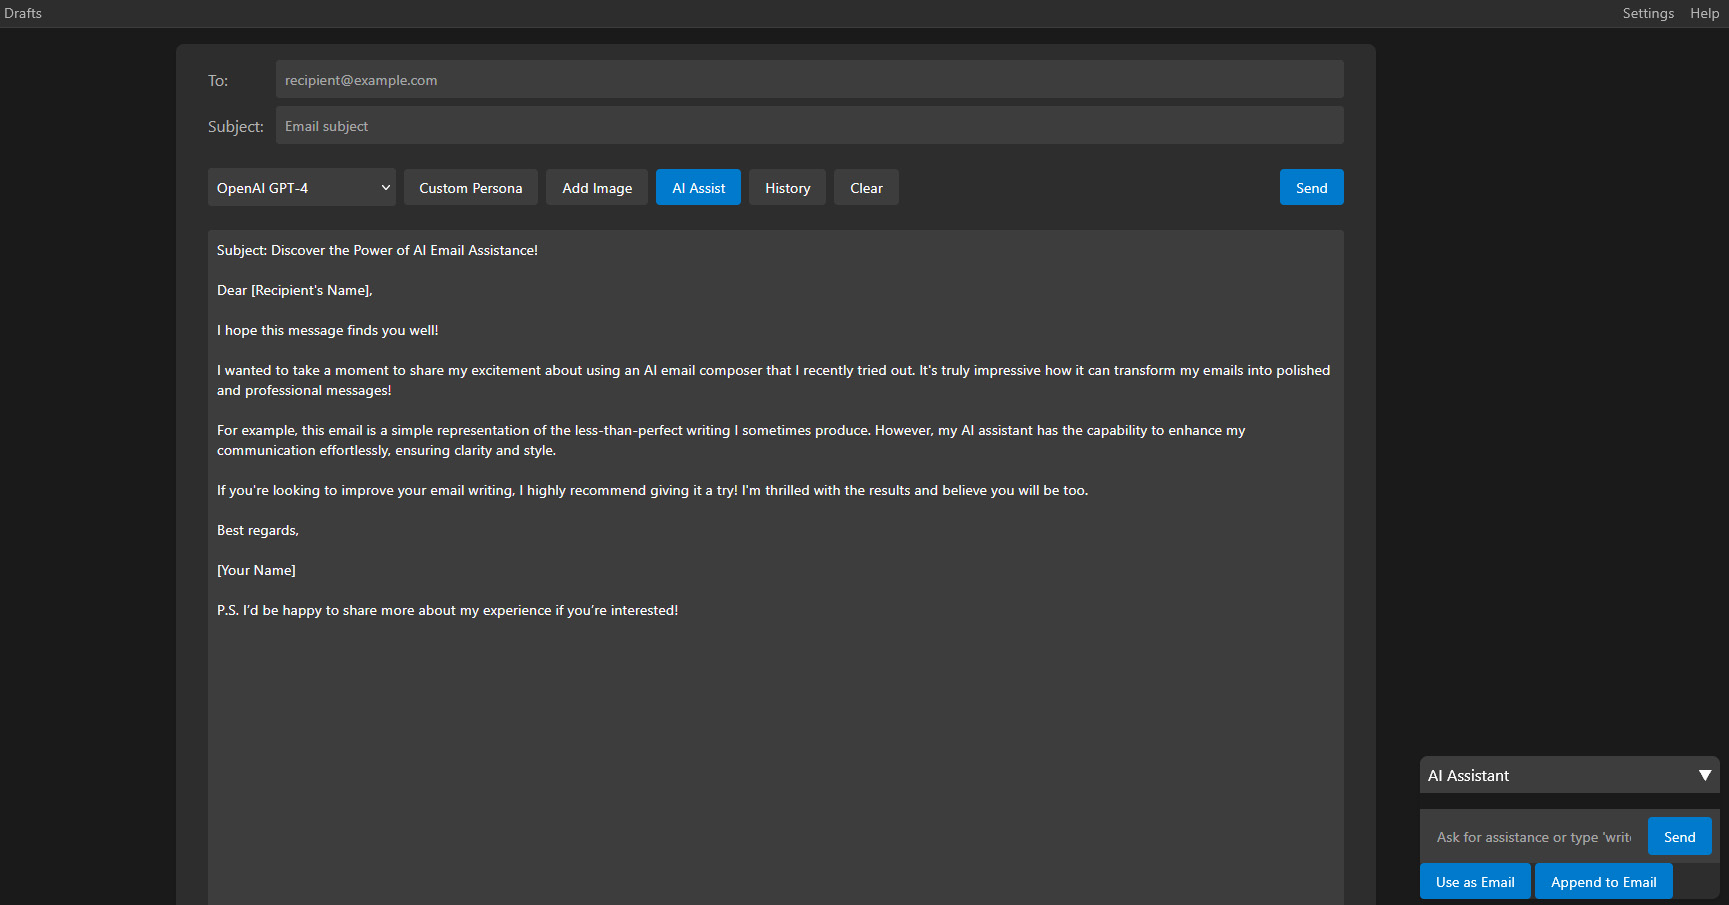 Drafts
Settings Help
To: recipient@example.com
Subject: Email subject
OpenAI GPT-4 Custom Persona Add Image AI Assist History Clear Send
Subject: Discover the Power of AI Email Assistance!
Dear [Recipient's Name],
I hope this message finds you well!
I wanted to take a moment to share my excitement about using an AI email composer that I recently tried out. It's truly impressive how it can transform my emails into polished
and professional messages!
For example, this email is a simple representation of the less-than-perfect writing I sometimes produce. However, my AI assistant has the capability to enhance my
communication effortlessly, ensuring clarity and style.
If you're looking to improve your email writing, I highly recommend giving it a try! I'm thrilled with the results and believe you will be too.
Best regards,
[Your Name]
P.S. I’d be happy to share more about my experience if you’re interested!
AI Assistant
Ask for assistance or type 'write Send
Use as Email Append to Email